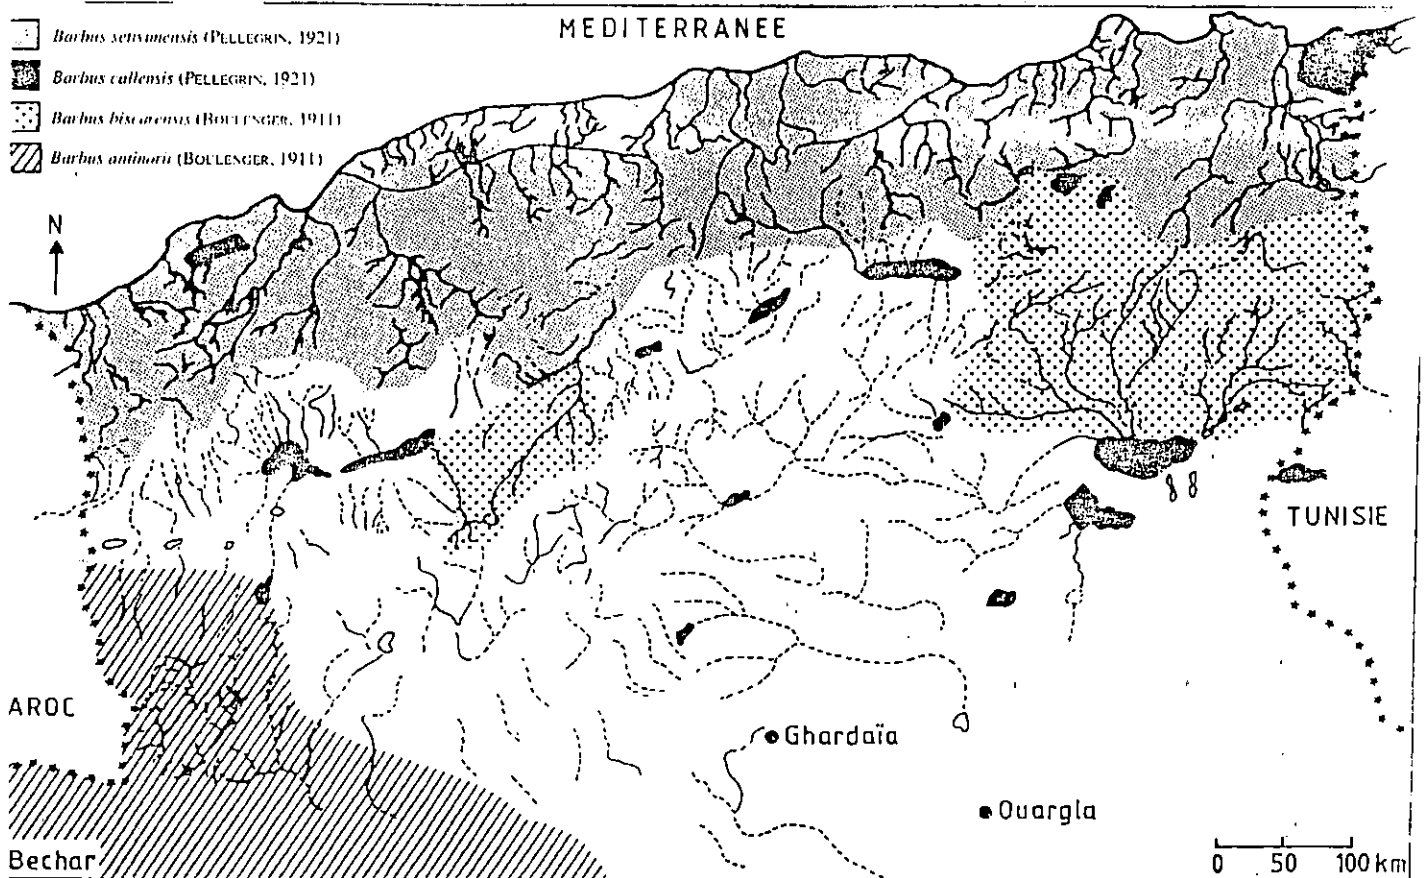 MEDITERRANEE
Barbus setivimensis (PELLEGRIN, 1921)
Barbus callensis (PELLEGRIN, 1921)
Barbus biscarensis (BOULENGER, 1911)
Barbus antinorii (BOULENGER, 1911)
N
TUNISIE
AROC
Ghardaïa
Ouargla
Bechar
0 50 100 km